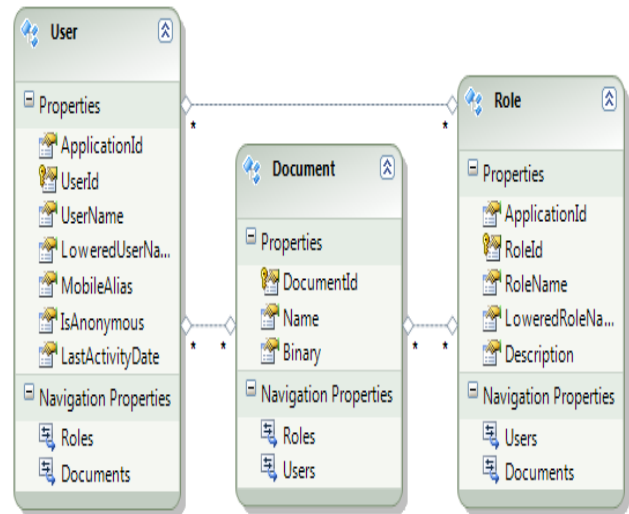 User
Properties
ApplicationId
UserId
UserName
LoweredUserNa...
MobileAlias
IsAnonymous
LastActivityDate
Navigation Properties
Roles
Documents
*
*
*
*
*
*
Document
Properties
DocumentId
Name
Binary
Navigation Properties
Roles
Users
Role
Properties
ApplicationId
RoleId
RoleName
LoweredRoleNa...
Description
Navigation Properties
Users
Documents